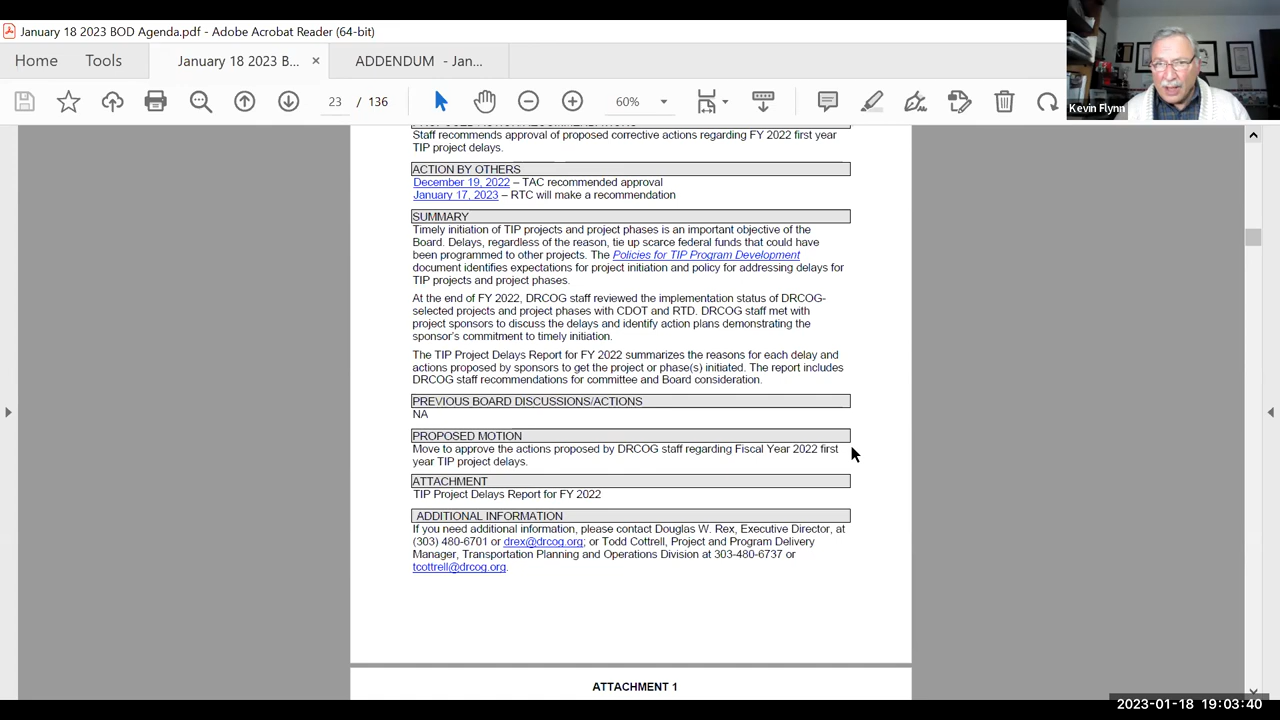 January 18 2023 BOD Agenda.pdf - Adobe Acrobat Reader (64-bit)
Home Tools January 18 2023 B... × ADDENDUM - Jan...
23 / 136 60%
Kevin Flynn
Staff recommends approval of proposed corrective actions regarding FY 2022 first year
TIP project delays.
ACTION BY OTHERS
December 19, 2022 – TAC recommended approval
January 17, 2023 – RTC will make a recommendation
SUMMARY
Timely initiation of TIP projects and project phases is an important objective of the
Board. Delays, regardless of the reason, tie up scarce federal funds that could have
been programmed to other projects. The Policies for TIP Program Development
document identifies expectations for project initiation and policy for addressing delays for
TIP projects and project phases.
At the end of FY 2022, DRCOG staff reviewed the implementation status of DRCOG-
selected projects and project phases with CDOT and RTD. DRCOG staff met with
project sponsors to discuss the delays and identify action plans demonstrating the
sponsor's commitment to timely initiation.
The TIP Project Delays Report for FY 2022 summarizes the reasons for each delay and
actions proposed by sponsors to get the project or phase(s) initiated. The report includes
DRCOG staff recommendations for committee and Board consideration.
PREVIOUS BOARD DISCUSSIONS/ACTIONS
NA
PROPOSED MOTION
Move to approve the actions proposed by DRCOG staff regarding Fiscal Year 2022 first
year TIP project delays.
ATTACHMENT
TIP Project Delays Report for FY 2022
ADDITIONAL INFORMATION
If you need additional information, please contact Douglas W. Rex, Executive Director, at
(303) 480-6701 or drex@drcog.org; or Todd Cottrell, Project and Program Delivery
Manager, Transportation Planning and Operations Division at 303-480-6737 or
tcottrell@drcog.org.
ATTACHMENT 1
2023-01-18 19:03:40